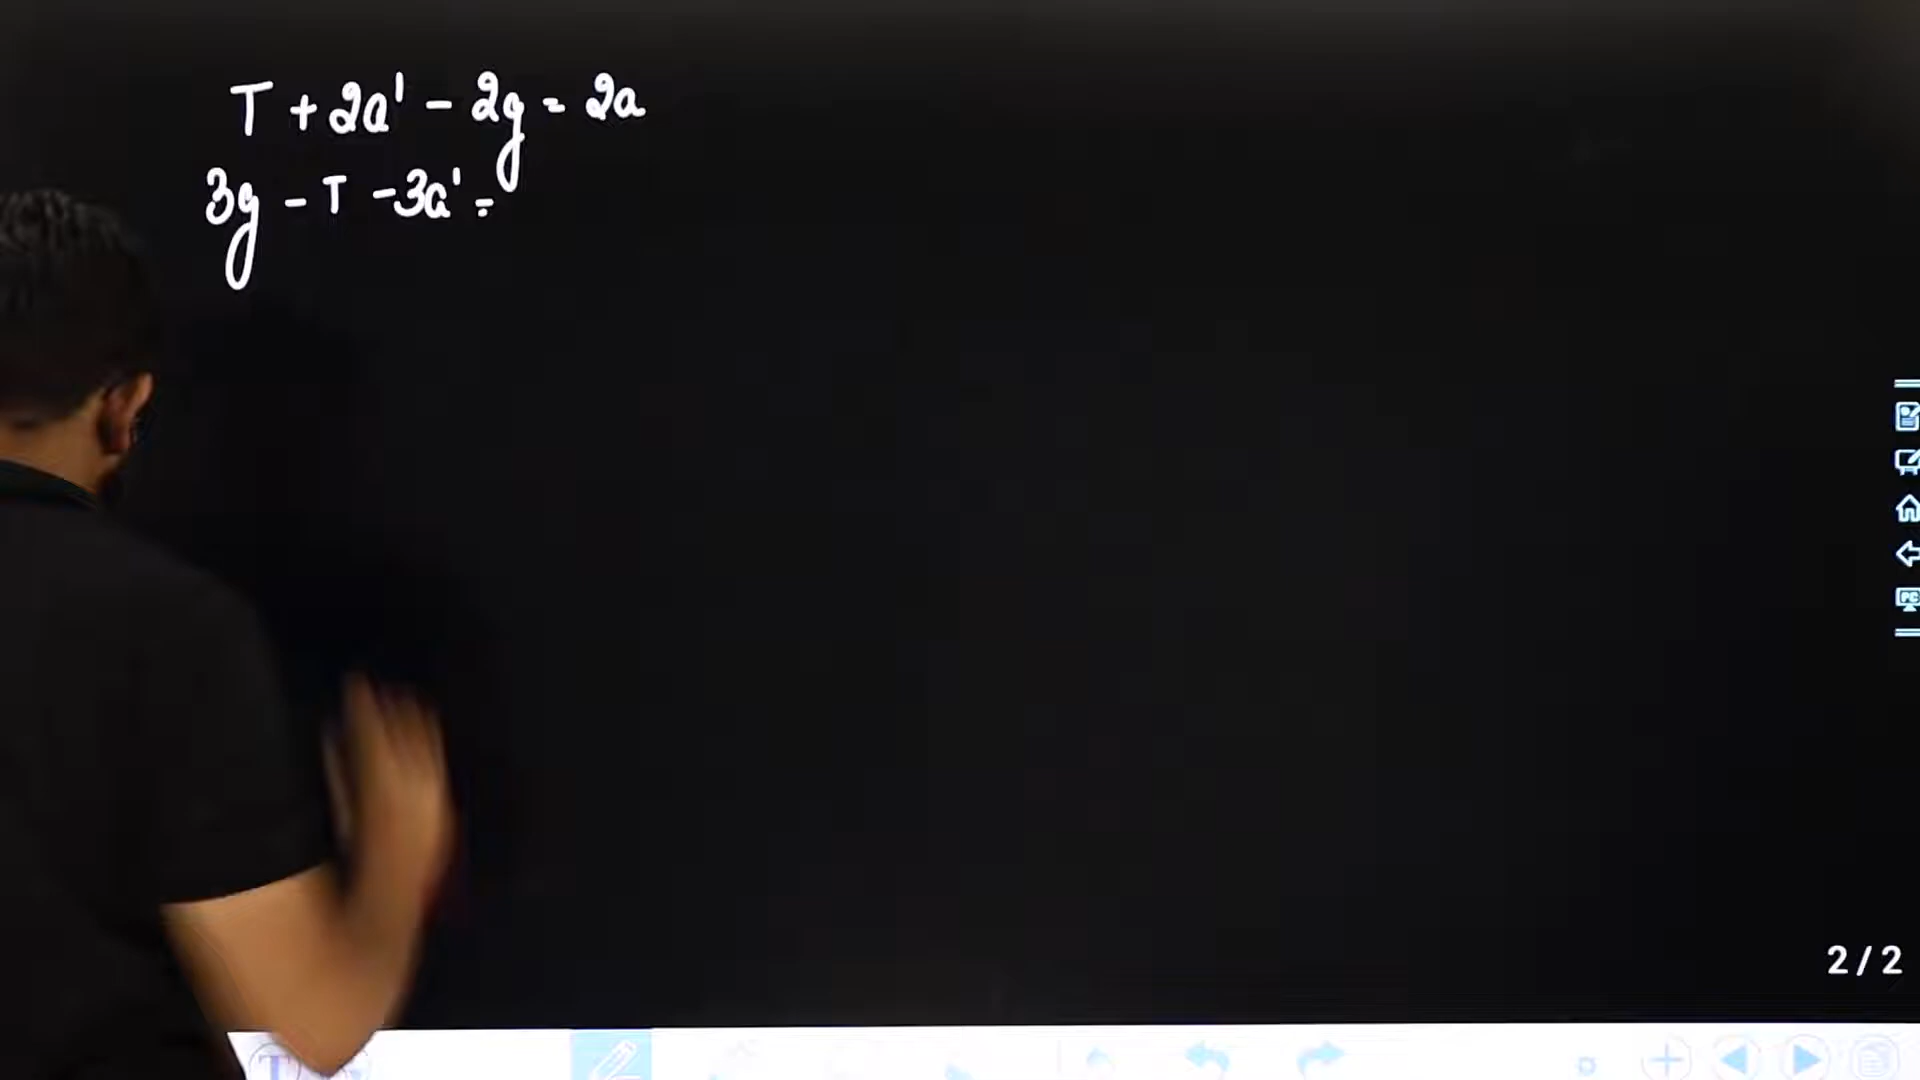 T + 2a' - 2g = 2a
3g - T - 3a' =
2/2